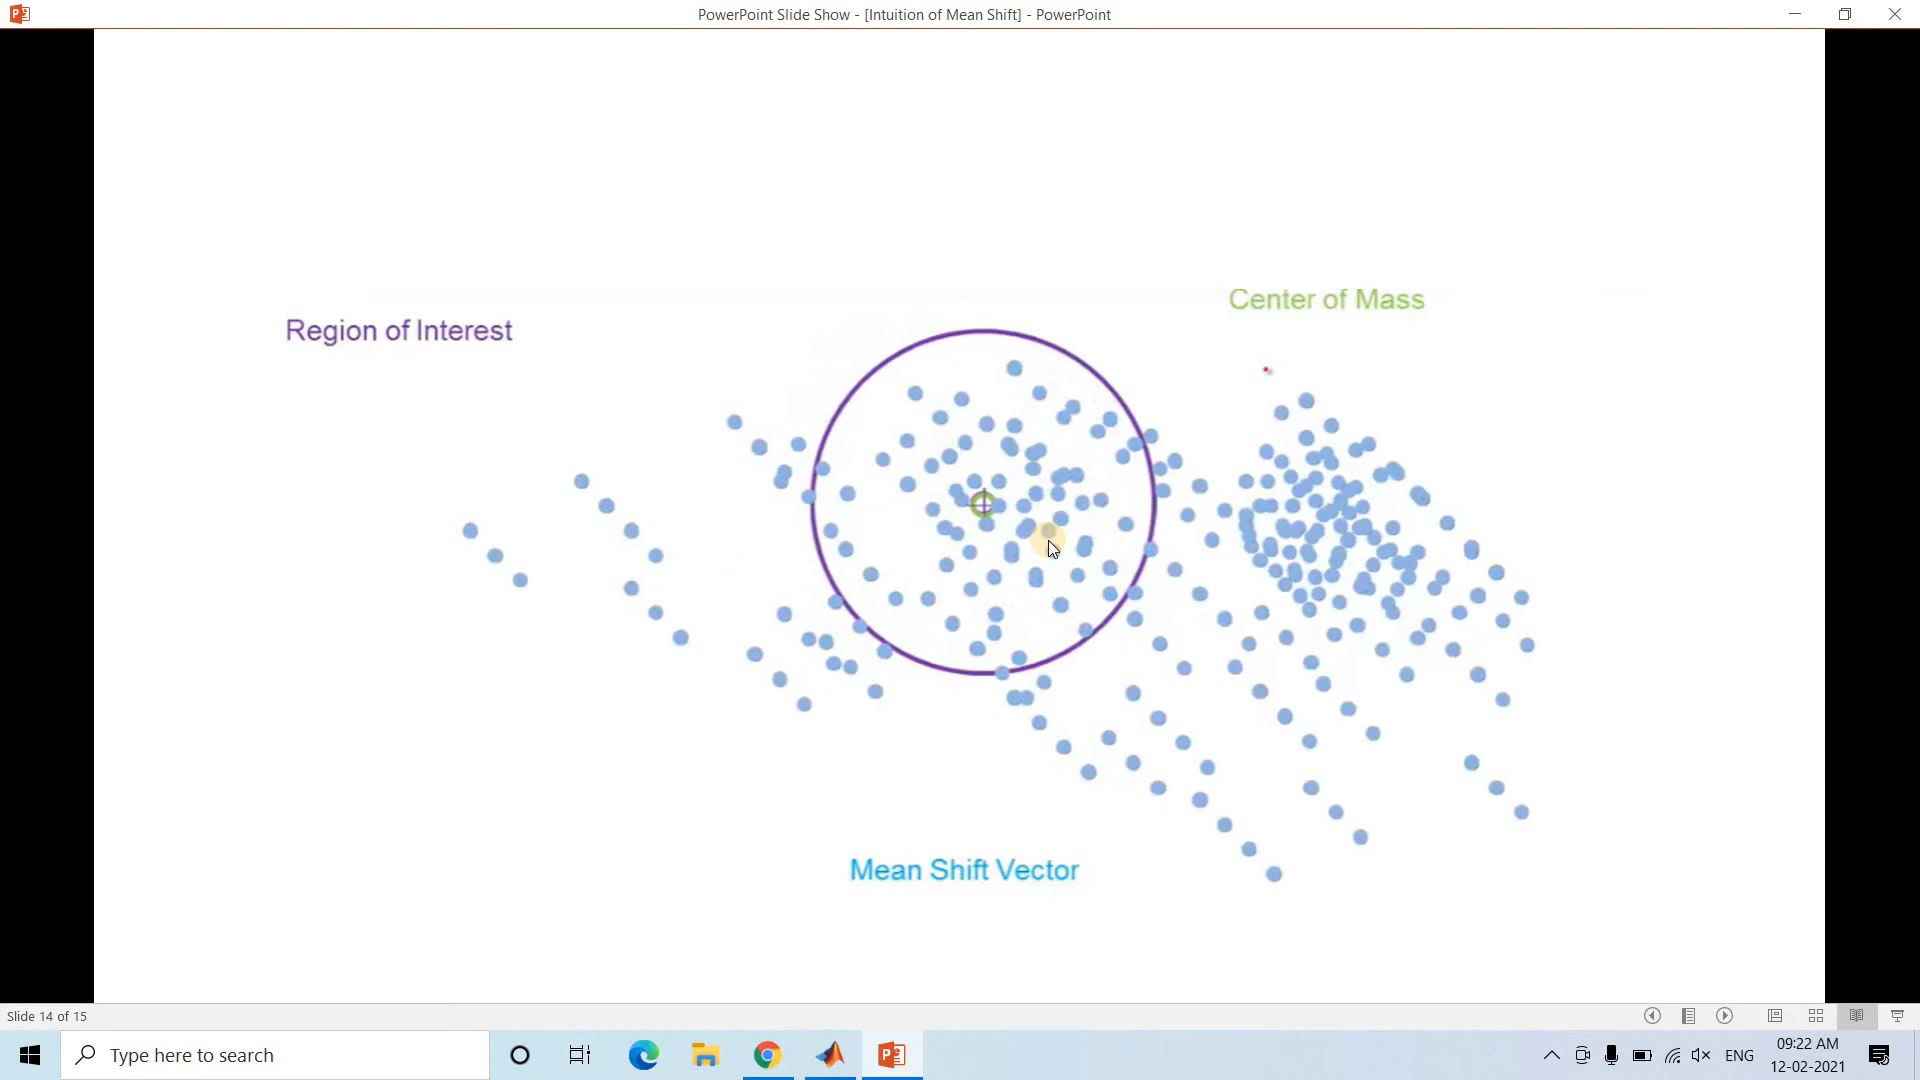 PowerPoint Slide Show - [Intuition of Mean Shift] - PowerPoint
Center of Mass
Region of Interest
Mean Shift Vector
Slide 14 of 15
Type here to search
ENG
09:22 AM
12-02-2021